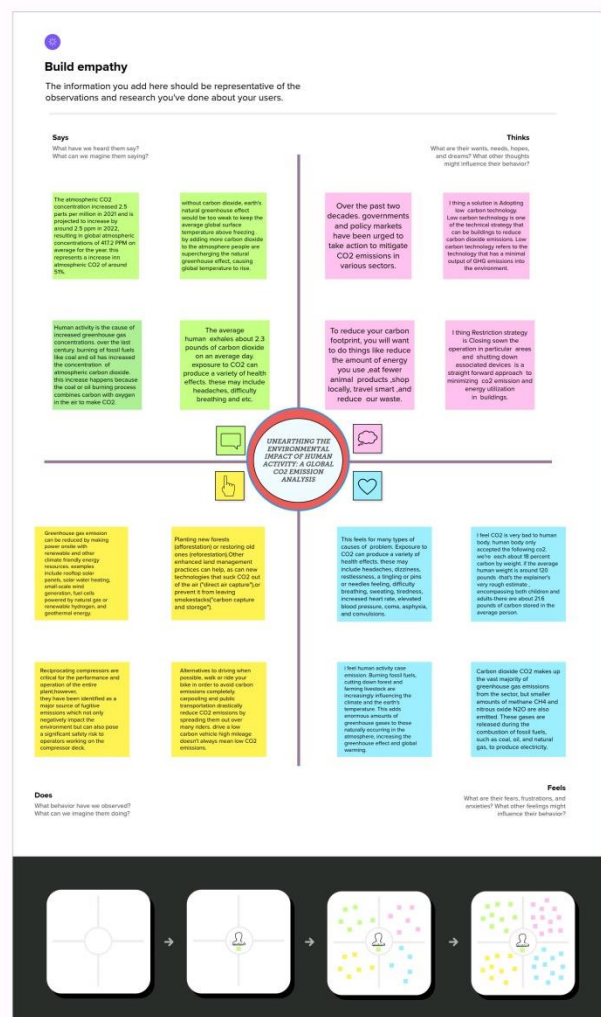 Build empathy
The information you add here should be representative of the
observations and research you've done about your users.
Says
What have we heard them say?
What can we magine them saying?
Thinks
What are their wants, needs, hopes,
and dreams? What other thoughts
might influence their behavior?
The atmospheric CO2
concentration increased 2.5
parts per million in 2021 and is
projected to increase by
around 2.5 ppm in 2022,
resulting in global atmospheric
concentrations of 417.2 PPM on
average for the year. this
represents a increase inn
atmospheric CO2 of around
51%.
without carbon dioxide, earth's
natural greenhouse effect
would be too weak to keep the
average global surface
temperature above freezing .
by adding more carbon dioxide
to the atmosphere people are
supercharging the natural
greenhouse effect, causing
global temperature to rise.
Over the past two
decades. governments
and policy markets
have been urged to
take action to mitigate
CO2 emissions in
various sectors.
I thing a solution is Adopting
low carbon technology.
Low carbon technology is one
of the technical strategy that
can be buildings to reduce
carbon dioxide emissions. Low
carbon technology refers to the
technology that has a minimal
output of GHG emissions into
the environment.
Human activity is the cause of
increased greenhouse gas
concentrations. over the last
century. burning of fossil fuels
like coal and oil has increased
the concentration of
atmospheric carbon dioxide.
this increase happens because
the coal or oil burning process
combines carbon with oxygen
in the air to make CO2.
The average
human exhales about 2.3
pounds of carbon dioxide
on an average day.
exposure to CO2 can
produce a variety of health
effects. these may include
headaches, difficulty
breathing and etc.
To reduce your carbon
footprint, you will want
to do things like reduce
the amount of energy
you use ,eat fewer
animal products ,shop
locally, travel smart ,and
reduce our waste.
I thing Restriction strategy
is Closing sown the
operation in particular areas
and shutting down
associated devices is a
straight forward approach to
minimizing co2 emission and
energy utilization
in buildings.
UNEARTHING THE
ENVIRONMENTAL
IMPACT OF HUMAN
ACTIVITY: A GLOBAL
CO2 EMISSION
ANALYSIS
Greenhouse gas emission
can be reduced by making
power onsite with
renewable and other
climate friendly energy
resources. examples
include rooftop solar
panels, solar water heating,
small-scale wind
generation, fuel cells
powered by natural gas or
renewable hydrogen, and
geothermal energy.
Planting new forests
(afforestation) or restoring old
ones (reforestation).Other
enhanced land management
practices can help, as can new
technologies that suck CO2 out
of the air ("direct air capture"),or
prevent it from leaving
smokestacks("carbon capture
and storage").
This feels for many types of
causes of problem. Exposure to
CO2 can produce a variety of
health effects. these may
include headaches, dizziness,
restlessness, a tingling or pins
or needles feeling, difficulty
breathing, sweating, tiredness,
increased heart rate, elevated
blood pressure, coma, asphyxia,
and convulsions.
I feel CO2 is very bad to human
body, human body only
accepted the following co2.
we're each about 18 percent
carbon by weight. if the average
human weight is around 120
pounds -that's the explainer's
very rough estimate ,
encompassing both children and
adults-there are about 21.6
pounds of carbon stored in the
average person.
Reciprocating compressors are
critical for the performance and
operation of the entire
plant,however,
they have been identified as a
major source of fugitive
emissions which not only
negatively impact the
environment but can also pose
a significant safety risk to
operators working on the
compressor deck.
Alternatives to driving when
possible, walk or ride your
bike in order to avoid carbon
emissions completely.
carpooling and public
transportation drastically
reduce CO2 emissions by
spreading them out over
many riders. drive a low
carbon vehicle high mileage
doesn't always mean low CO2
emissions.
I feel human activity case
emission. Burning fossil fuels,
cutting down forest and
farming livestock are
increasingly influencing the
climate and the earth's
temperature. This adds
enormous amounts of
greenhouse gases to those
naturally occurring in the
atmosphere, increasing the
greenhouse effect and global
warming.
Carbon dioxide CO2 makes up
the vast majority of
greenhouse gas emissions
from the sector, but smaller
amounts of methane CH4 and
nitrous oxide N2O are also
emitted. These gases are
released during the
combustion of fossil fuels,
such as coal, oil, and natural
gas, to produce electricity.
Does
What behavior have we observed?
What can we imagine them doing?
Feels
What are their fears, frustrations, and
anxieties? What other feelings might
influence their behavior?